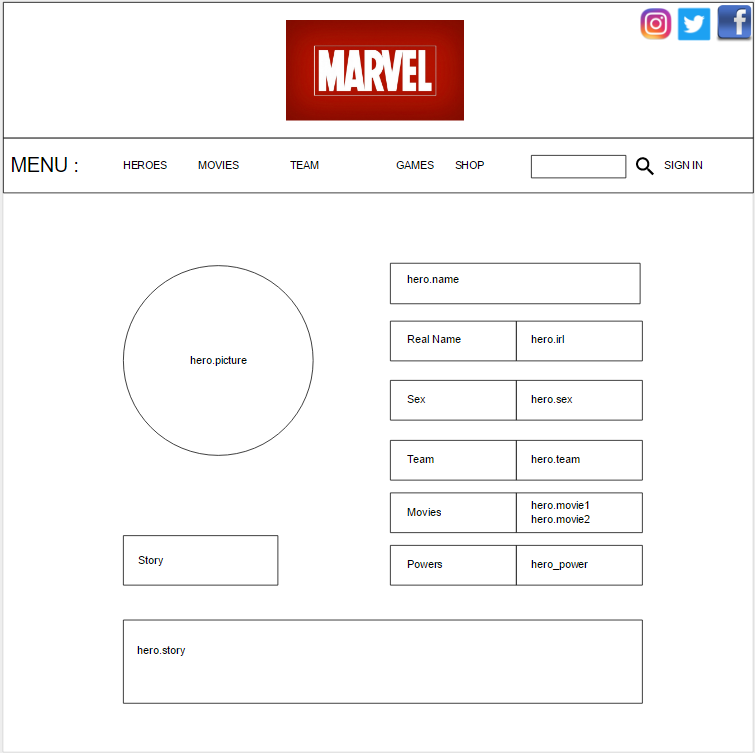 MARVEL
MENU :
HEROES
MOVIES
TEAM
GAMES
SHOP
SIGN IN
hero.picture
hero.name
Real Name
hero.irl
Sex
hero.sex
Team
hero.team
Movies
hero.movie1
hero.movie2
Powers
hero_power
Story
hero.story